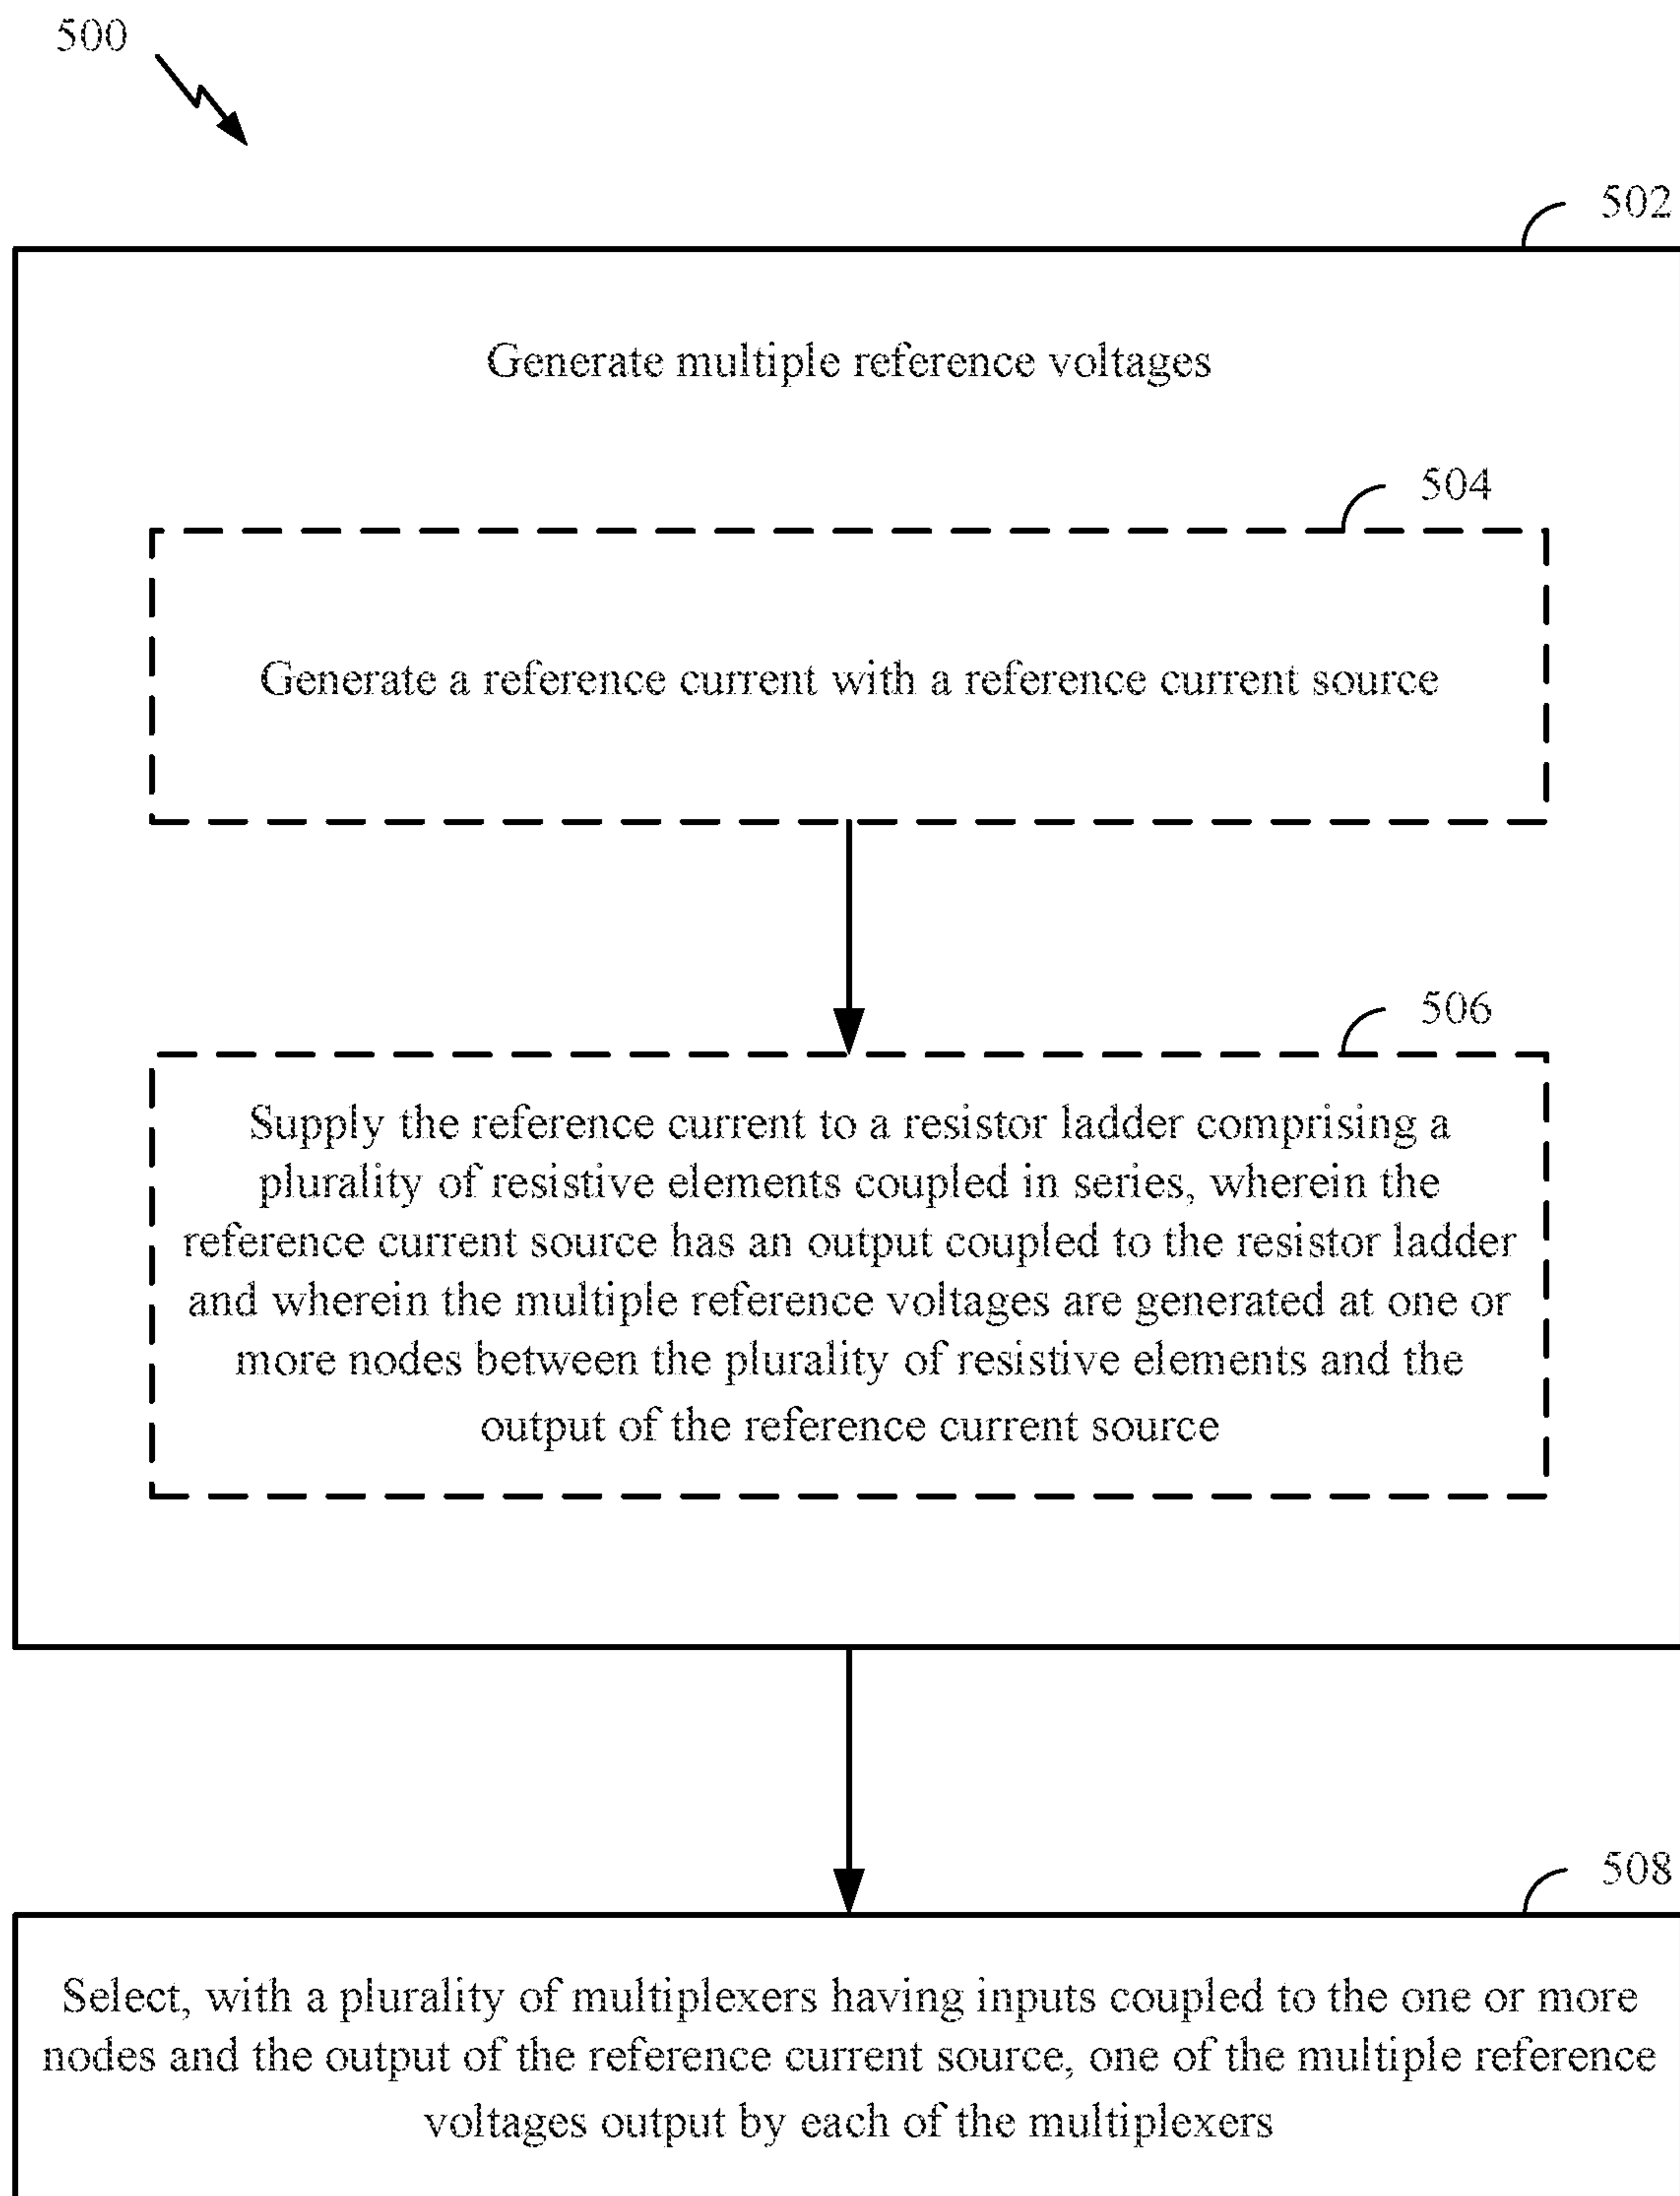 500
502
Generate multiple reference voltages
504
Generate a reference current with a reference current source
506
Supply the reference current to a resistor ladder comprising a
plurality of resistive elements coupled in series, wherein the
reference current source has an output coupled to the resistor ladder
and wherein the multiple reference voltages are generated at one or
more nodes between the plurality of resistive elements and the
output of the reference current source
508
Select, with a plurality of multiplexers having inputs coupled to the one or more
nodes and the output of the reference current source, one of the multiple reference
voltages output by each of the multiplexers